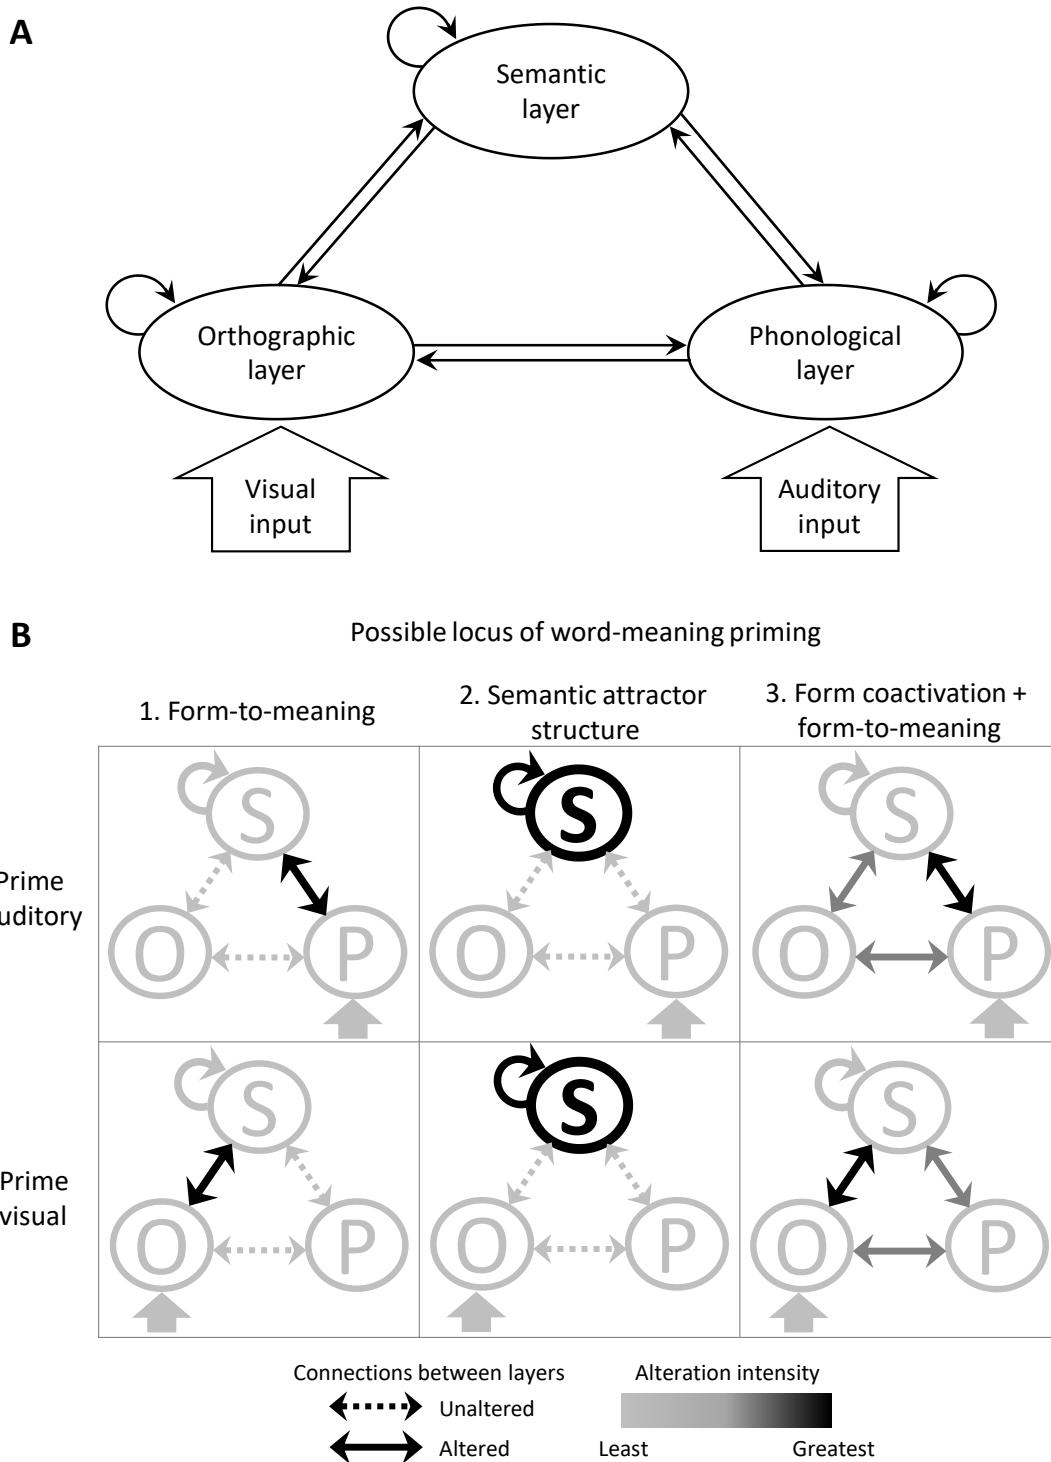 A
Semantic
layer
Orthographic
layer
Phonological
layer
Visual
input
Auditory
input
B
Possible locus of word-meaning priming
1. Form-to-meaning
2. Semantic attractor
structure
3. Form coactivation +
form-to-meaning
Prime
uditory
S
O
P
S
O
P
S
O
P
Prime
visual
S
O
P
S
O
P
S
O
P
Connections between layers
Unaltered
Altered
Alteration intensity
Least
Greatest